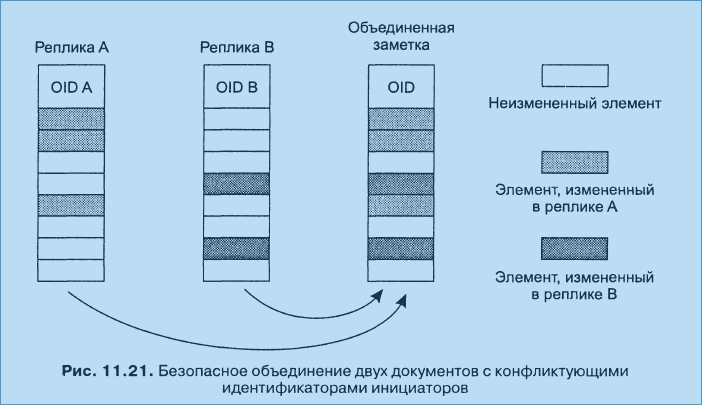 Реплика A
Реплика B
Объединенная
заметка
OID A
OID B
OID
Неизмененный элемент
Элемент, измененный
в реплике A
Элемент, измененный
в реплике B
Рис. 11.21. Безопасное объединение двух документов с конфликтующими
идентификаторами инициаторов